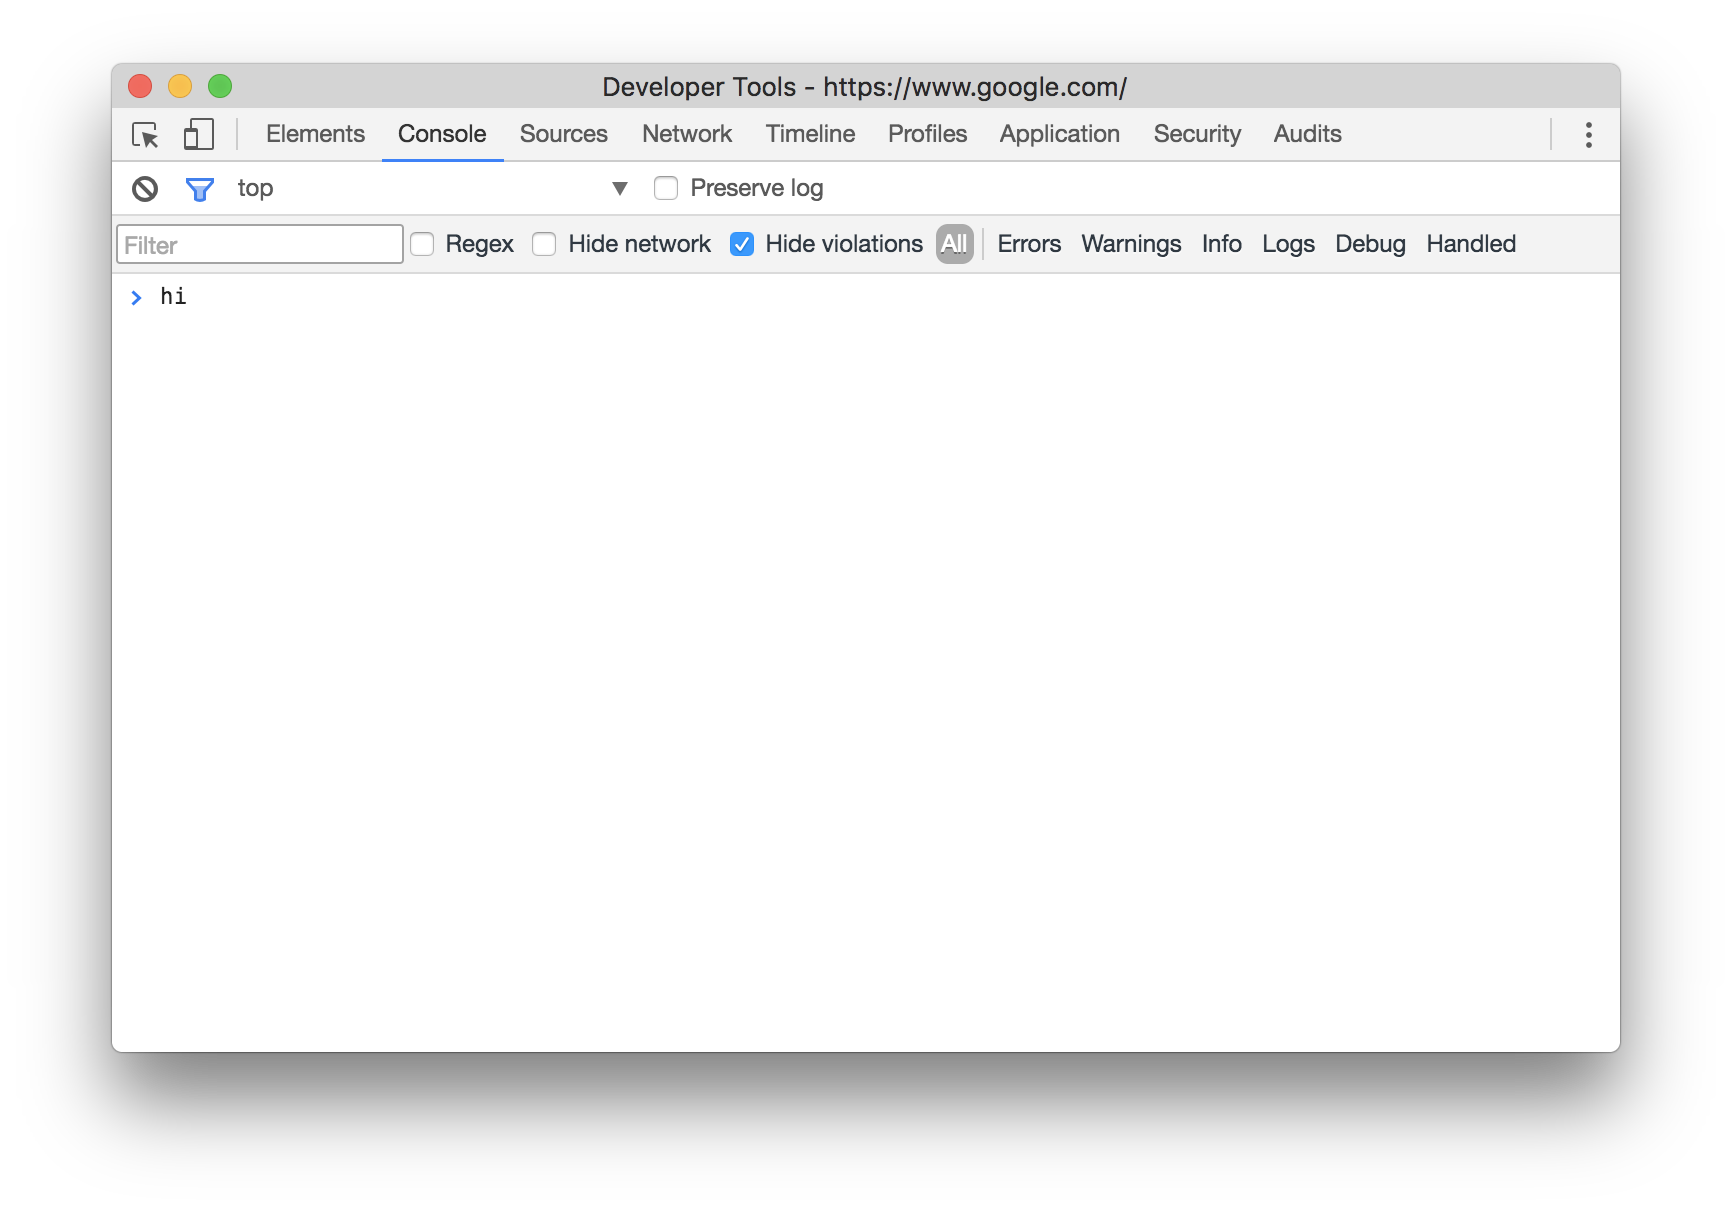 Developer Tools - https://www.google.com/
Elements Console Sources Network Timeline Profiles Application Security Audits
top ▼ Preserve log
Filter Regex Hide network Hide violations All Errors Warnings Info Logs Debug Handled
> hi